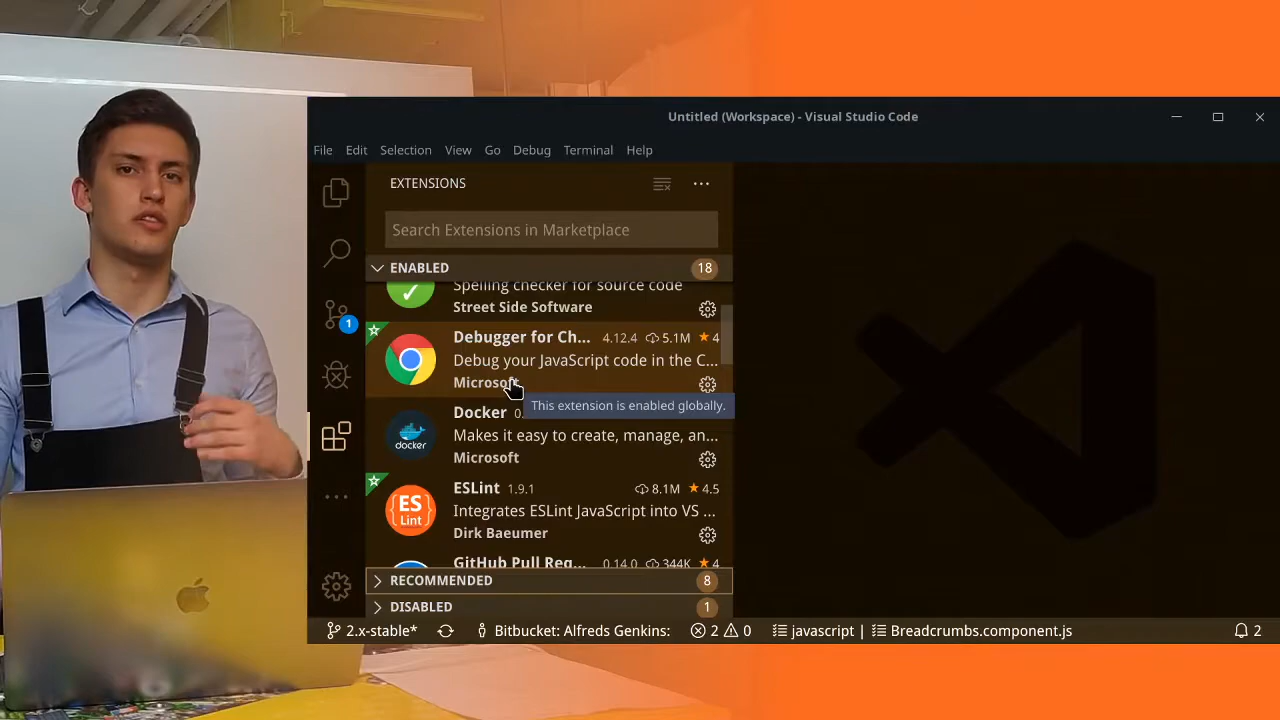 Untitled (Workspace) - Visual Studio Code
File Edit Selection View Go Debug Terminal Help
EXTENSIONS
Search Extensions in Marketplace
ENABLED 18
Spelling checker for source code
Street Side Software
Debugger for Ch... 4.12.4 5.1M 4
Debug your JavaScript code in the C...
Microsoft
This extension is enabled globally.
Docker 0.
Makes it easy to create, manage, an...
docker
Microsoft
ESLint 1.9.1 8.1M 4.5
ES
Lint
Integrates ESLint JavaScript into VS ...
Dirk Baeumer
GitHub Pull Req... 0.14.0 344K 4
1
RECOMMENDED 8
DISABLED 1
2.x-stable* Bitbucket: Alfreds Genkins: 2 0 javascript | Breadcrumbs.component.js 2